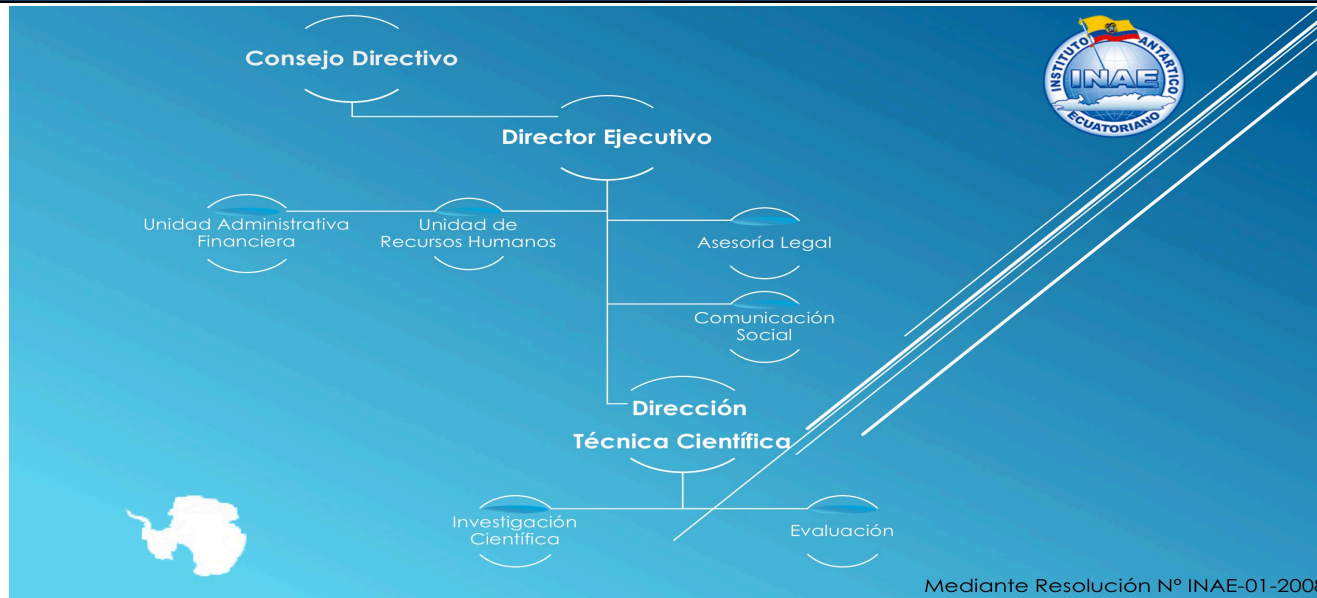 Consejo Directivo
INSTITUTO ANTARTICO
INAE
ECUATORIANO
Director Ejecutivo
Unidad Administrativa
Financiera
Unidad de
Recursos Humanos
Asesoría Legal
Comunicación
Social
Dirección
Técnica Científica
Investigación
Científica
Evaluación
Mediante Resolución Nº INAE-01-2008